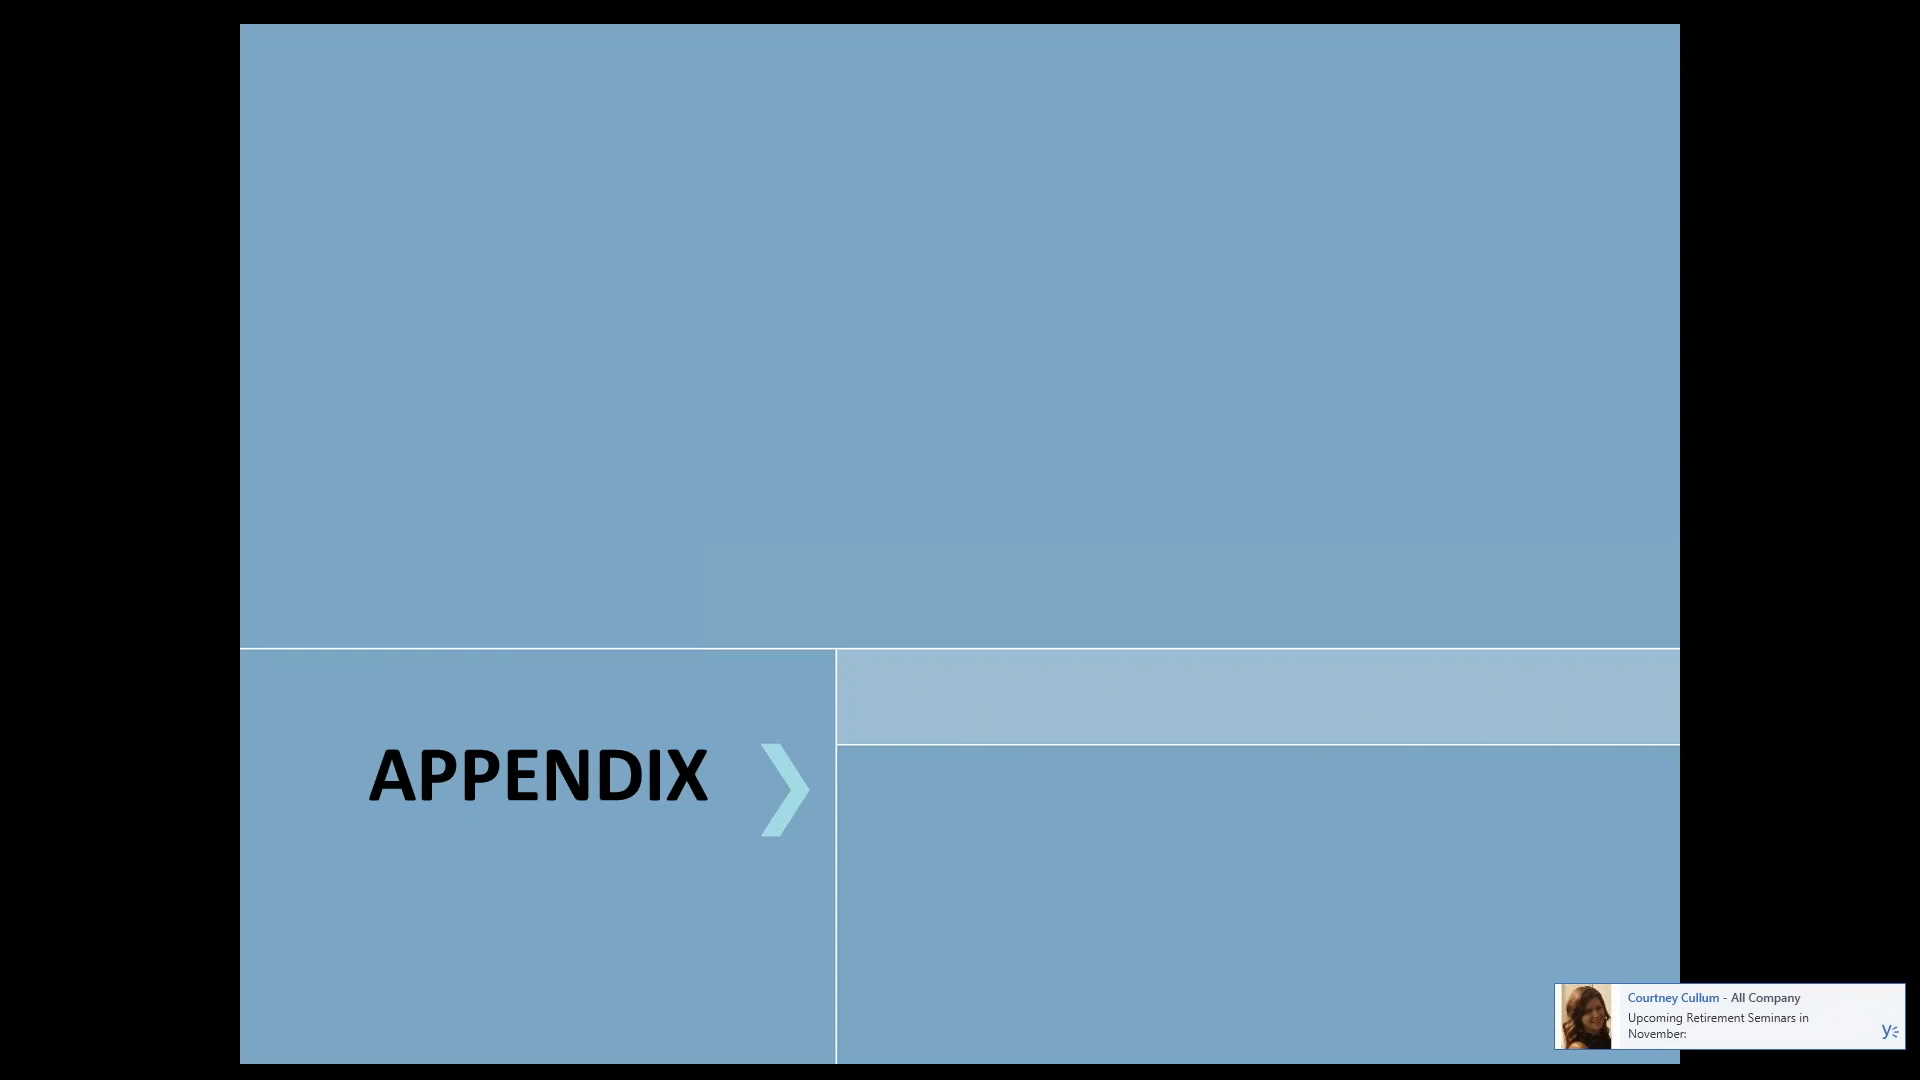 APPENDIX
Courtney Cullum - All Company
Upcoming Retirement Seminars in
November: